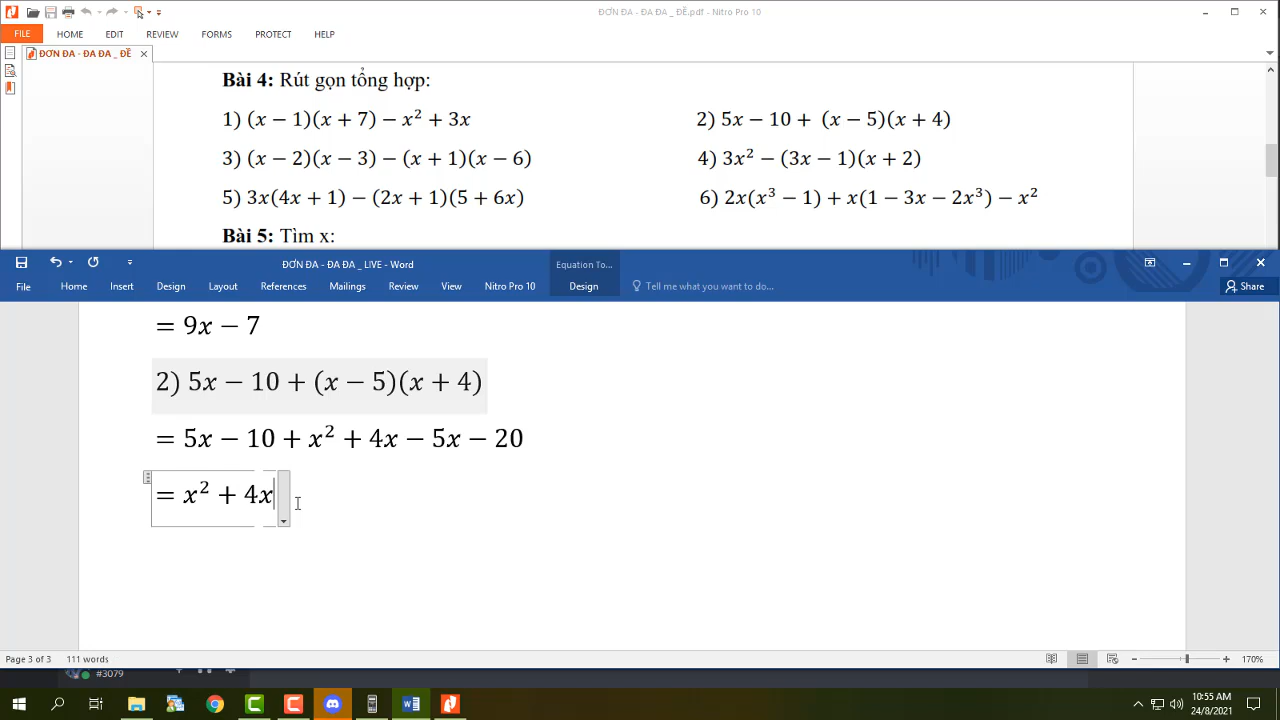 ĐƠN ĐA - ĐA ĐA _ ĐỀ.pdf - Nitro Pro 10
FILE HOME EDIT REVIEW FORMS PROTECT HELP
ĐƠN ĐA - ĐA ĐA _ ĐỀ
Bài 4: Rút gọn tổng hợp:
1) (x − 1)(x + 7) − x² + 3x
2) 5x − 10 + (x − 5)(x + 4)
3) (x − 2)(x − 3) − (x + 1)(x − 6)
4) 3x² − (3x − 1)(x + 2)
5) 3x(4x + 1) − (2x + 1)(5 + 6x)
6) 2x(x³ − 1) + x(1 − 3x − 2x³) − x²
Bài 5: Tìm x:
ĐƠN ĐA - ĐA ĐA _ LIVE - Word
Equation To...
File Home Insert Design Layout References Mailings Review View Nitro Pro 10 Design Tell me what you want to do... Share
= 9x − 7
2) 5x − 10 + (x − 5)(x + 4)
= 5x − 10 + x² + 4x − 5x − 20
= x² + 4x
Page 3 of 3 111 words
170%
#3079
10:55 AM
24/8/2021